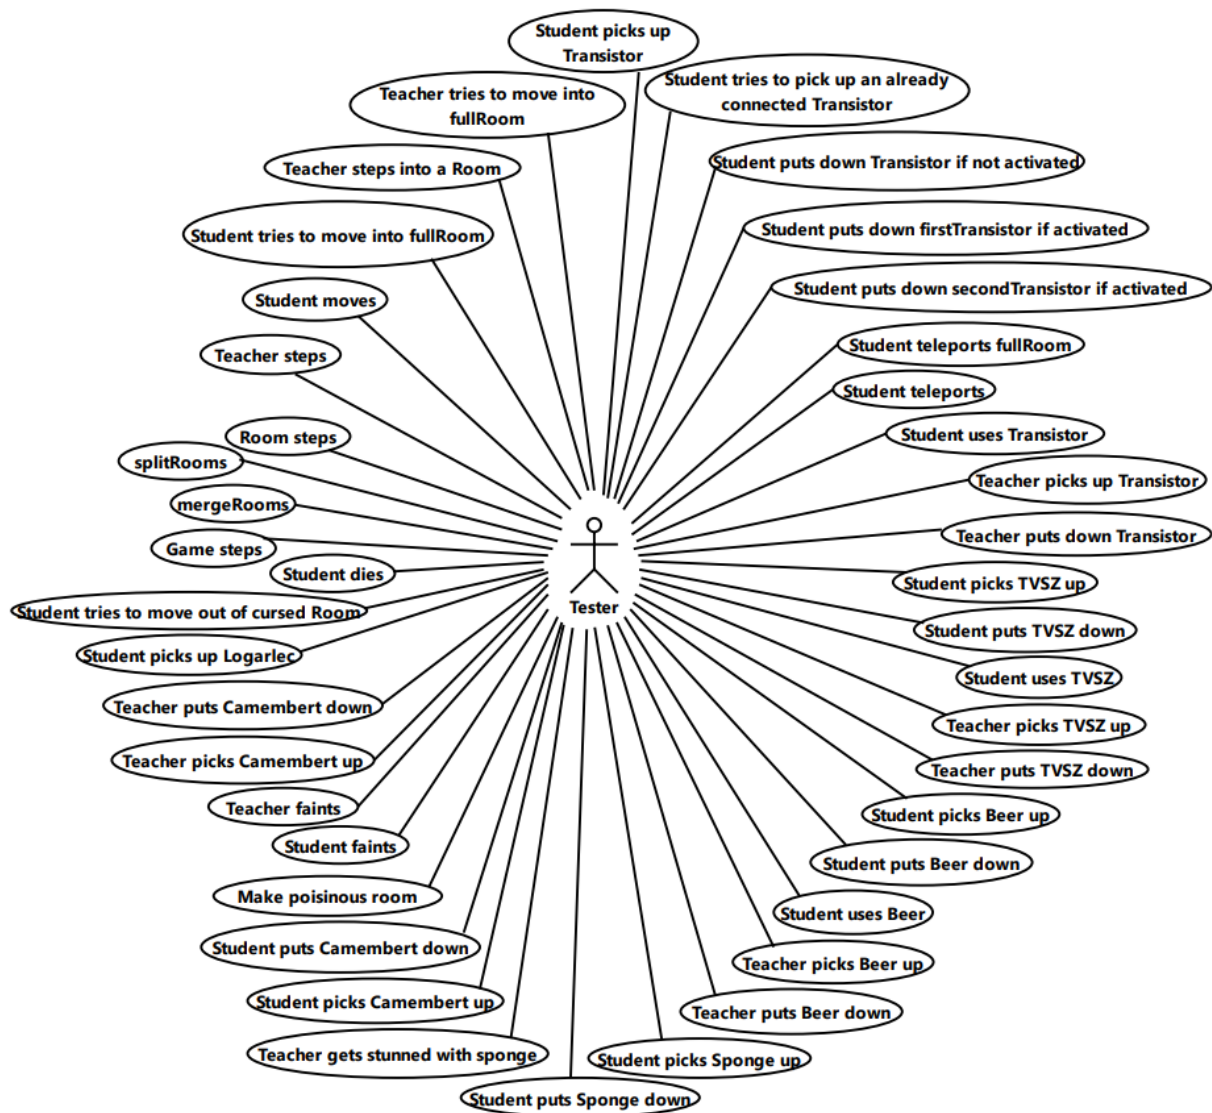 Student picks up
Transistor
Student tries to pick up an already
connected Transistor
Teacher tries to move into
fullRoom
Student puts down Transistor if not activated
Teacher steps into a Room
Student puts down firstTransistor if activated
Student tries to move into fullRoom
Student puts down secondTransistor if activated
Student moves
Student teleports fullRoom
Teacher steps
Student teleports
Student uses Transistor
Room steps
splitRooms
Teacher picks up Transistor
mergeRooms
Teacher puts down Transistor
Game steps
Student dies
Student picks TVSZ up
Tester
Student tries to move out of cursed Room
Student puts TVSZ down
Student picks up Logarlec
Student uses TVSZ
Teacher puts Camembert down
Teacher picks TVSZ up
Teacher picks Camembert up
Teacher puts TVSZ down
Teacher faints
Student picks Beer up
Student faints
Student puts Beer down
Make poisinous room
Student uses Beer
Student puts Camembert down
Teacher picks Beer up
Student picks Camembert up
Teacher puts Beer down
Teacher gets stunned with sponge
Student picks Sponge up
Student puts Sponge down